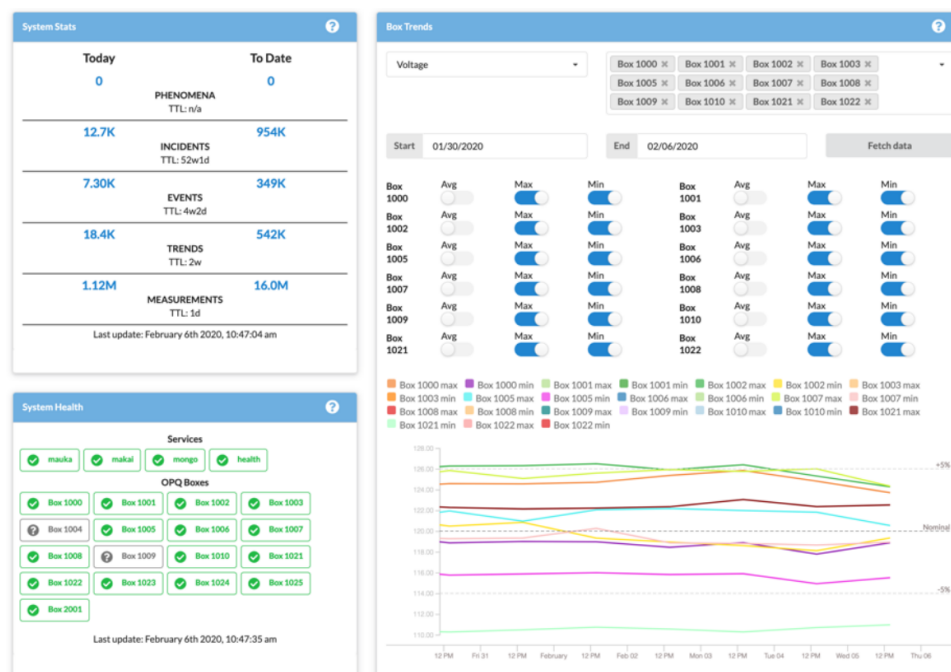 System Stats
Today To Date
0 0
PHENOMENA
TTL: n/a
12.7K 954K
INCIDENTS
TTL: 52w1d
7.30K 349K
EVENTS
TTL: 4w2d
18.4K 542K
TRENDS
TTL: 2w
1.12M 16.0M
MEASUREMENTS
TTL: 1d
Last update: February 6th 2020, 10:47:04 am
System Health
Services
mauka makai mongo health
OPQ Boxes
Box 1000 Box 1001 Box 1002 Box 1003
Box 1004 Box 1005 Box 1006 Box 1007
Box 1008 Box 1009 Box 1010 Box 1021
Box 1022 Box 1023 Box 1024 Box 1025
Box 2001
Last update: February 6th 2020, 10:47:35 am
Box Trends
Voltage
Box 1000 Box 1001 Box 1002 Box 1003
Box 1005 Box 1006 Box 1007 Box 1008
Box 1009 Box 1010 Box 1021 Box 1022
Start 01/30/2020 End 02/06/2020 Fetch data
Box 1000 Avg Max Min Box 1001 Avg Max Min
Box 1002 Avg Max Min Box 1003 Avg Max Min
Box 1005 Avg Max Min Box 1006 Avg Max Min
Box 1007 Avg Max Min Box 1008 Avg Max Min
Box 1009 Avg Max Min Box 1010 Avg Max Min
Box 1021 Avg Max Min Box 1022 Avg Max Min
Box 1000 max Box 1000 min Box 1001 max Box 1001 min Box 1002 max Box 1002 min Box 1003 max
Box 1003 min Box 1005 max Box 1005 min Box 1006 max Box 1006 min Box 1007 max Box 1007 min
Box 1008 max Box 1008 min Box 1009 max Box 1009 min Box 1010 max Box 1010 min Box 1021 max
Box 1021 min Box 1022 max Box 1022 min
128.00
126.00 +5%
124.00
122.00
120.00 Nominal
118.00
116.00
114.00 -5%
112.00
110.00
12 PM Fri 31 12 PM February 12 PM Feb 02 12 PM Mon 03 12 PM Tue 04 12 PM Wed 05 12 PM Thu 06